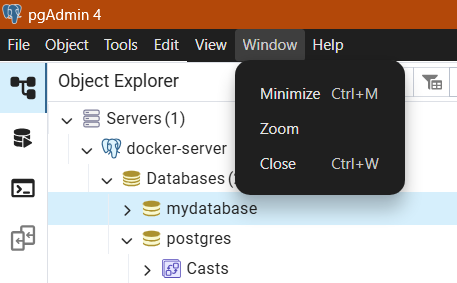 pgAdmin 4
File Object Tools Edit View Window Help
Object Explorer
Minimize Ctrl+M
Zoom
Close Ctrl+W
Servers (1)
docker-server
Databases (
mydatabase
postgres
Casts